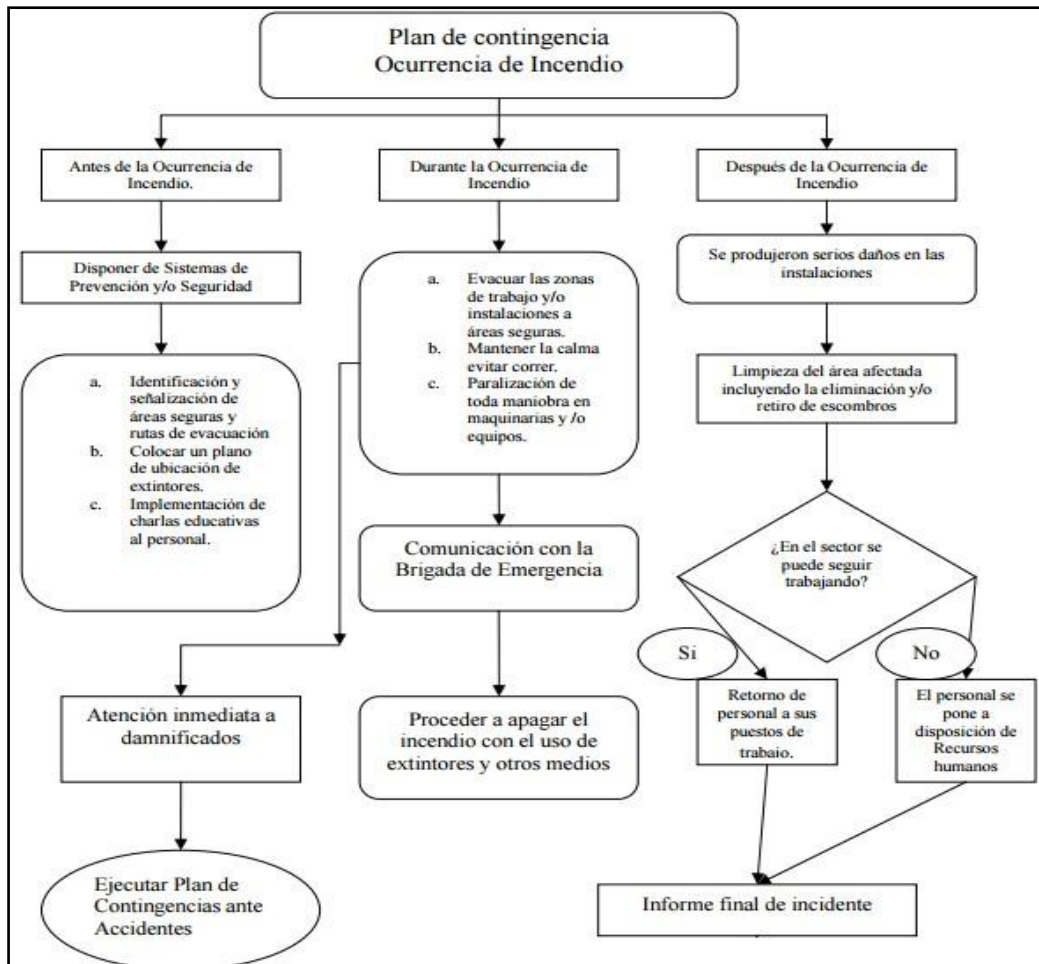 Plan de contingencia
Ocurrencia de Incendio
Antes de la Ocurrencia de
Incendio.
Disponer de Sistemas de
Prevención y/o Seguridad
a. Identificación y
señalización de
áreas seguras y
rutas de evacuación
b. Colocar un plano
de ubicación de
extintores.
c. Implementación de
charlas educativas
al personal.
Durante la Ocurrencia de
Incendio
a. Evacuar las zonas
de trabajo y/o
instalaciones a
áreas seguras.
b. Mantener la calma
evitar correr.
c. Paralización de
toda maniobra en
maquinarias y /o
equipos.
Comunicación con la
Brigada de Emergencia
Proceder a apagar el
incendio con el uso de
extintores y otros medios
Atención inmediata a
damnificados
Ejecutar Plan de
Contingencias ante
Accidentes
Después de la Ocurrencia de
Incendio
Se produjeron serios daños en las
instalaciones
Limpieza del área afectada
incluyendo la eliminación y/o
retiro de escombros
¿En el sector se
puede seguir
trabajando?
Si
No
Retorno de
personal a sus
puestos de
trabajo.
El personal se
pone a
disposición de
Recursos
humanos
Informe final de incidente